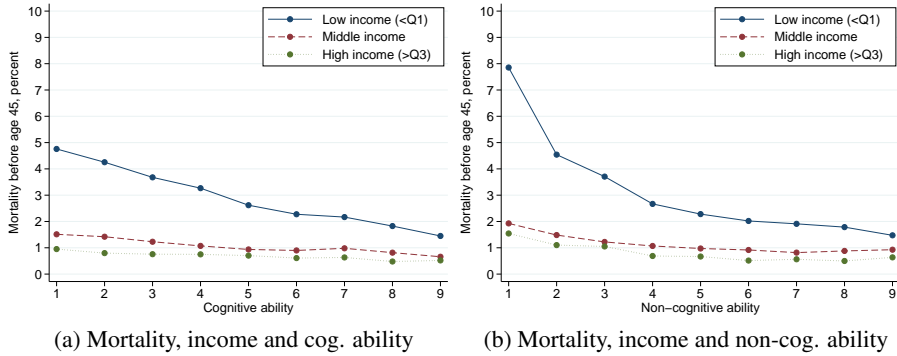 10
9
8
7
6
5
4
3
2
1
0
Mortality before age 45, percent
Low income (<Q1)
Middle income
High income (>Q3)
1 2 3 4 5 6 7 8 9
Cognitive ability
(a) Mortality, income and cog. ability
10
9
8
7
6
5
4
3
2
1
0
Mortality before age 45, percent
Low income (<Q1)
Middle income
High income (>Q3)
1 2 3 4 5 6 7 8 9
Non−cognitive ability
(b) Mortality, income and non-cog. ability